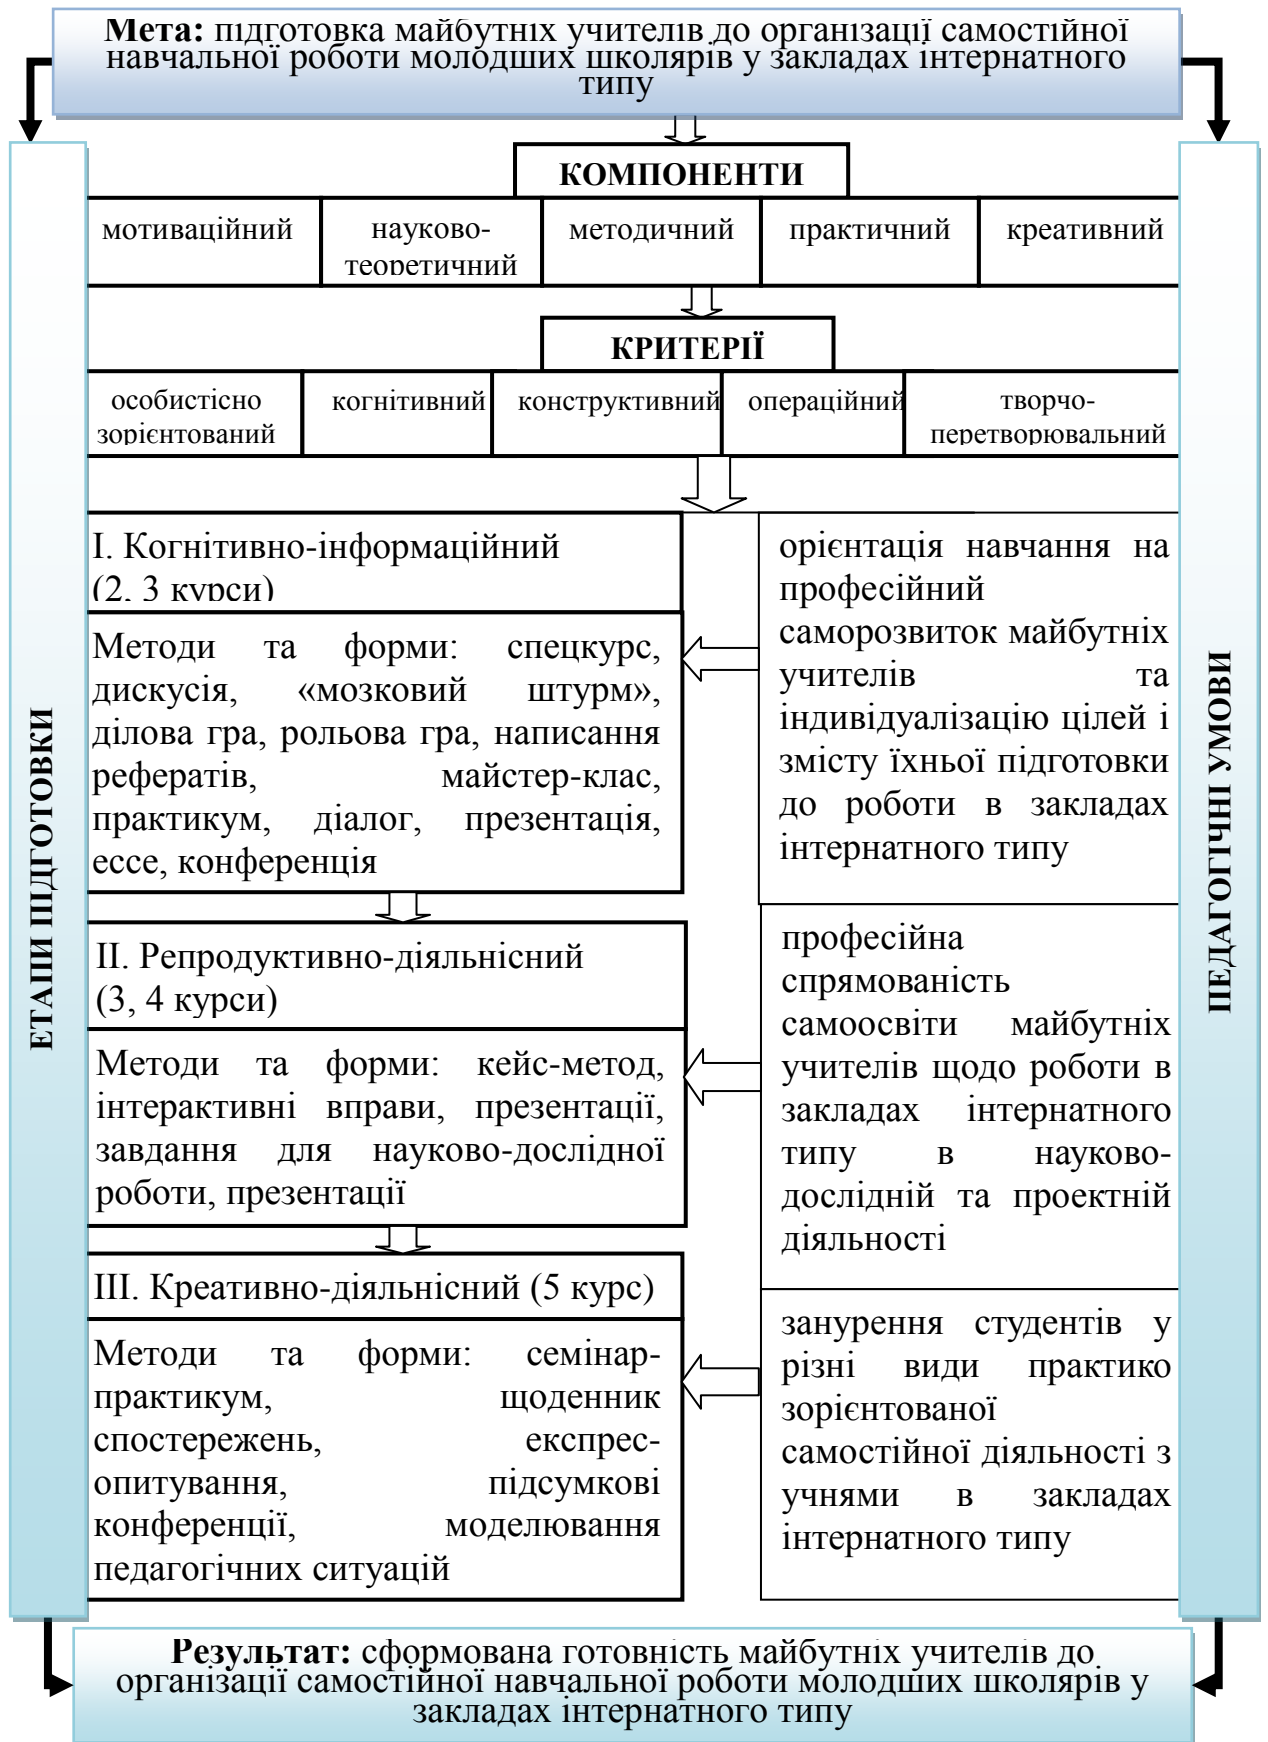 Мета: підготовка майбутніх учителів до організації самостійної
навчальної роботи молодших школярів у закладах інтернатного
типу
КОМПОНЕНТИ
мотиваційний
науково-
теоретичний
методичний
практичний
креативний
КРИТЕРІЇ
особистісно
зорієнтований
когнітивний
конструктивний
операційний
творчо-
перетворювальний
ЕТАПИ ПІДГОТОВКИ
І. Когнітивно-інформаційний
(2, 3 курси)
Методи та форми: спецкурс,
дискусія, «мозковий штурм»,
ділова гра, рольова гра, написання
рефератів, майстер-клас,
практикум, діалог, презентація,
ессе, конференція
ІІ. Репродуктивно-діяльнісний
(3, 4 курси)
Методи та форми: кейс-метод,
інтерактивні вправи, презентації,
завдання для науково-дослідної
роботи, презентації
ІІІ. Креативно-діяльнісний (5 курс)
Методи та форми: семінар-
практикум, щоденник
спостережень, експрес-
опитування, підсумкові
конференції, моделювання
педагогічних ситуацій
орієнтація навчання на
професійний
саморозвиток майбутніх
учителів та
індивідуалізацію цілей і
змісту їхньої підготовки
до роботи в закладах
інтернатного типу
професійна
спрямованість
самоосвіти майбутніх
учителів щодо роботи в
закладах інтернатного
типу в науково-
дослідній та проектній
діяльності
занурення студентів у
різні види практико
зорієнтованої
самостійної діяльності з
учнями в закладах
інтернатного типу
ПЕДАГОГІЧНІ УМОВИ
Результат: сформована готовність майбутніх учителів до
організації самостійної навчальної роботи молодших школярів у
закладах інтернатного типу